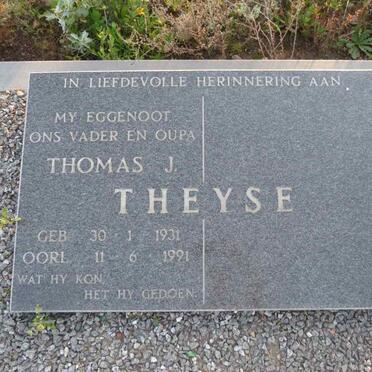 IN LIEFDEVOLLE HERINNERING AAN
MY EGGENOOT
ONS VADER EN OUPA
THOMAS J.
THEYSE
GEB 30 · 1 · 1931
OORL 11 · 6 · 1991
WAT HY KON,
HET HY GEDOEN.